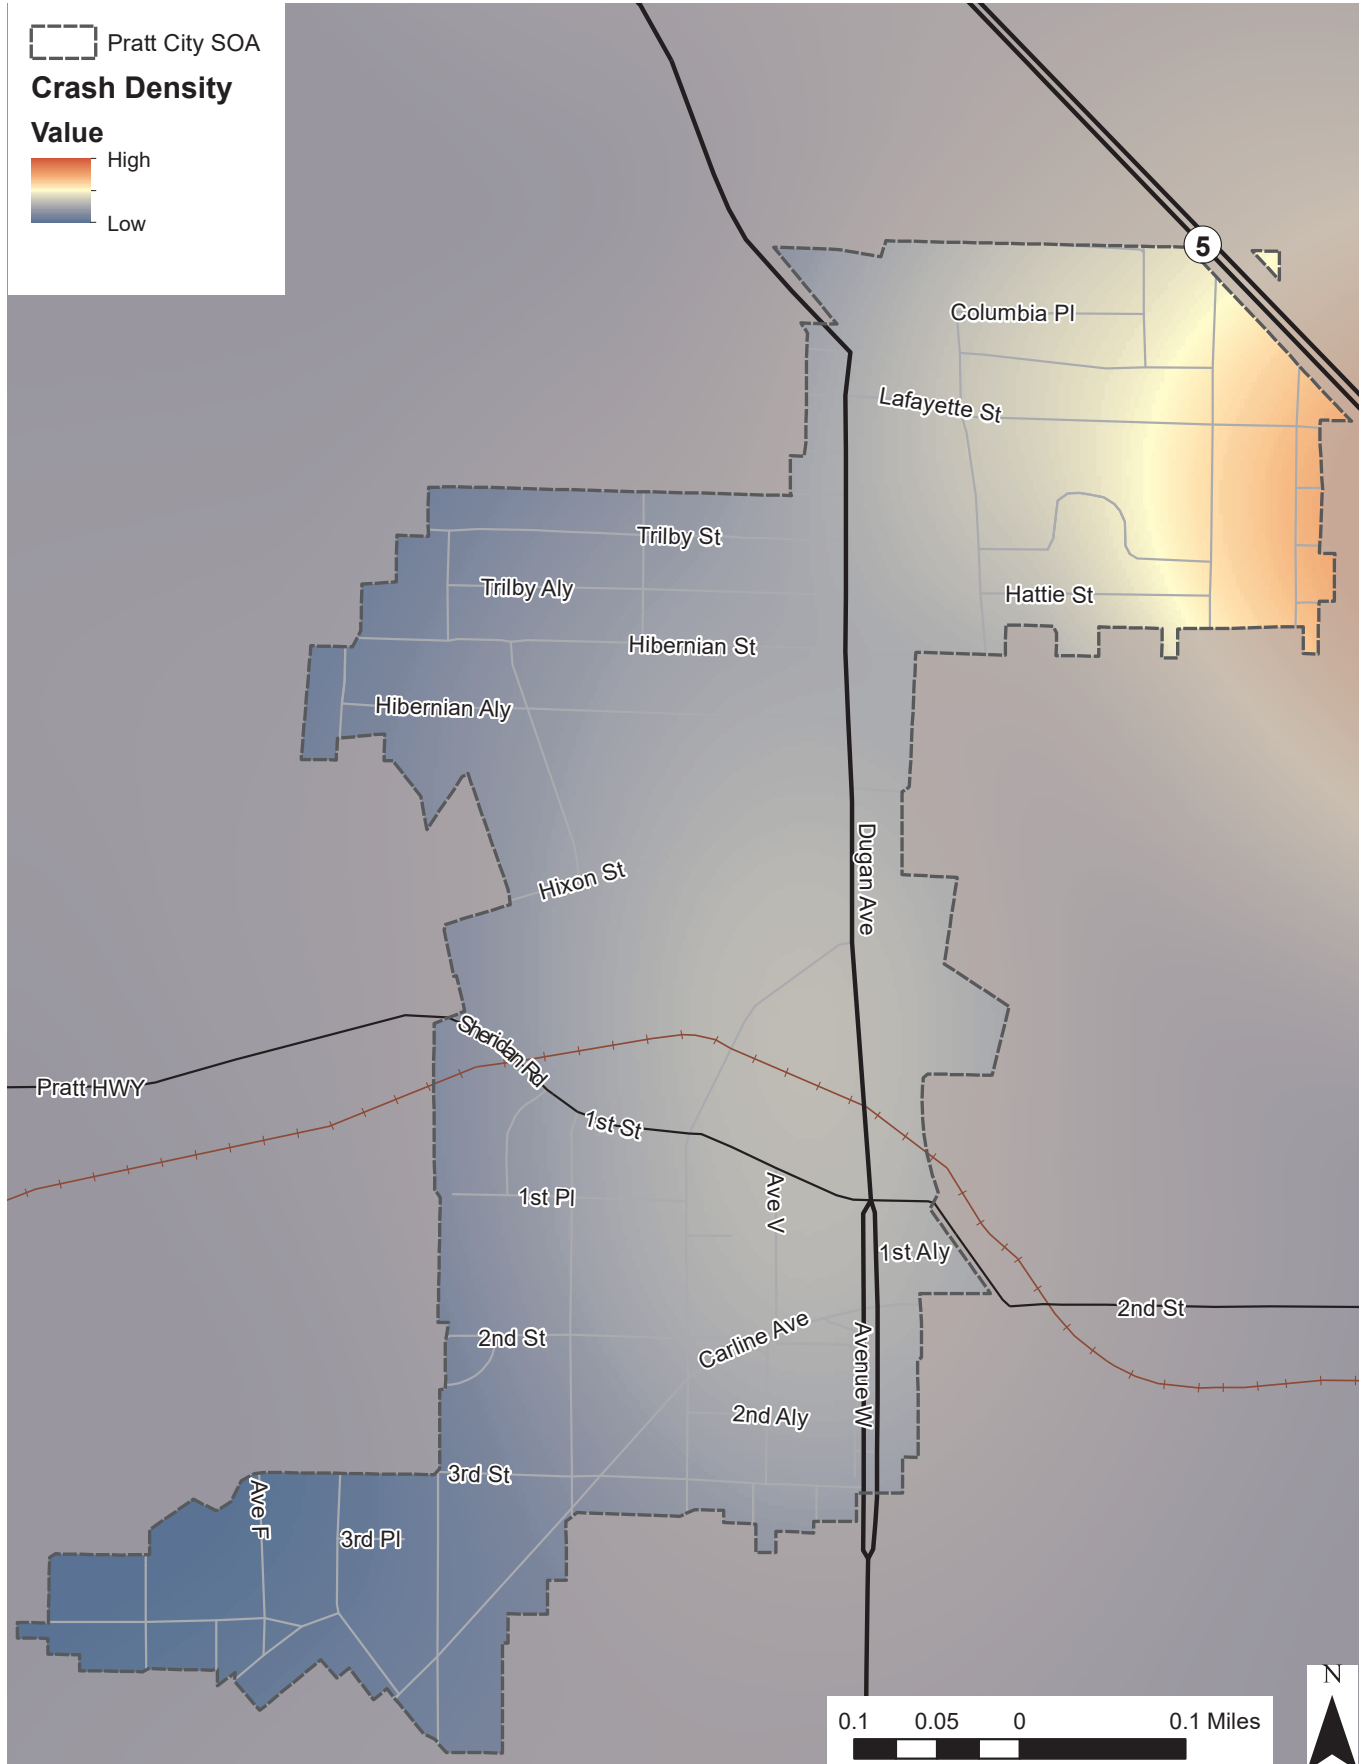 Pratt City SOA
Crash Density
Value
High
Low
5
Columbia Pl
Lafayette St
Trilby St
Trilby Aly
Hattie St
Hibernian St
Hibernian Aly
Dugan Ave
Hixon St
Sheridan Rd
Pratt HWY
1st St
1st Pl
Ave V
1st Aly
2nd St
2nd St
Carline Ave
Avenue W
2nd Aly
3rd St
Ave F
3rd Pl
N
0.1 0.05 0 0.1 Miles